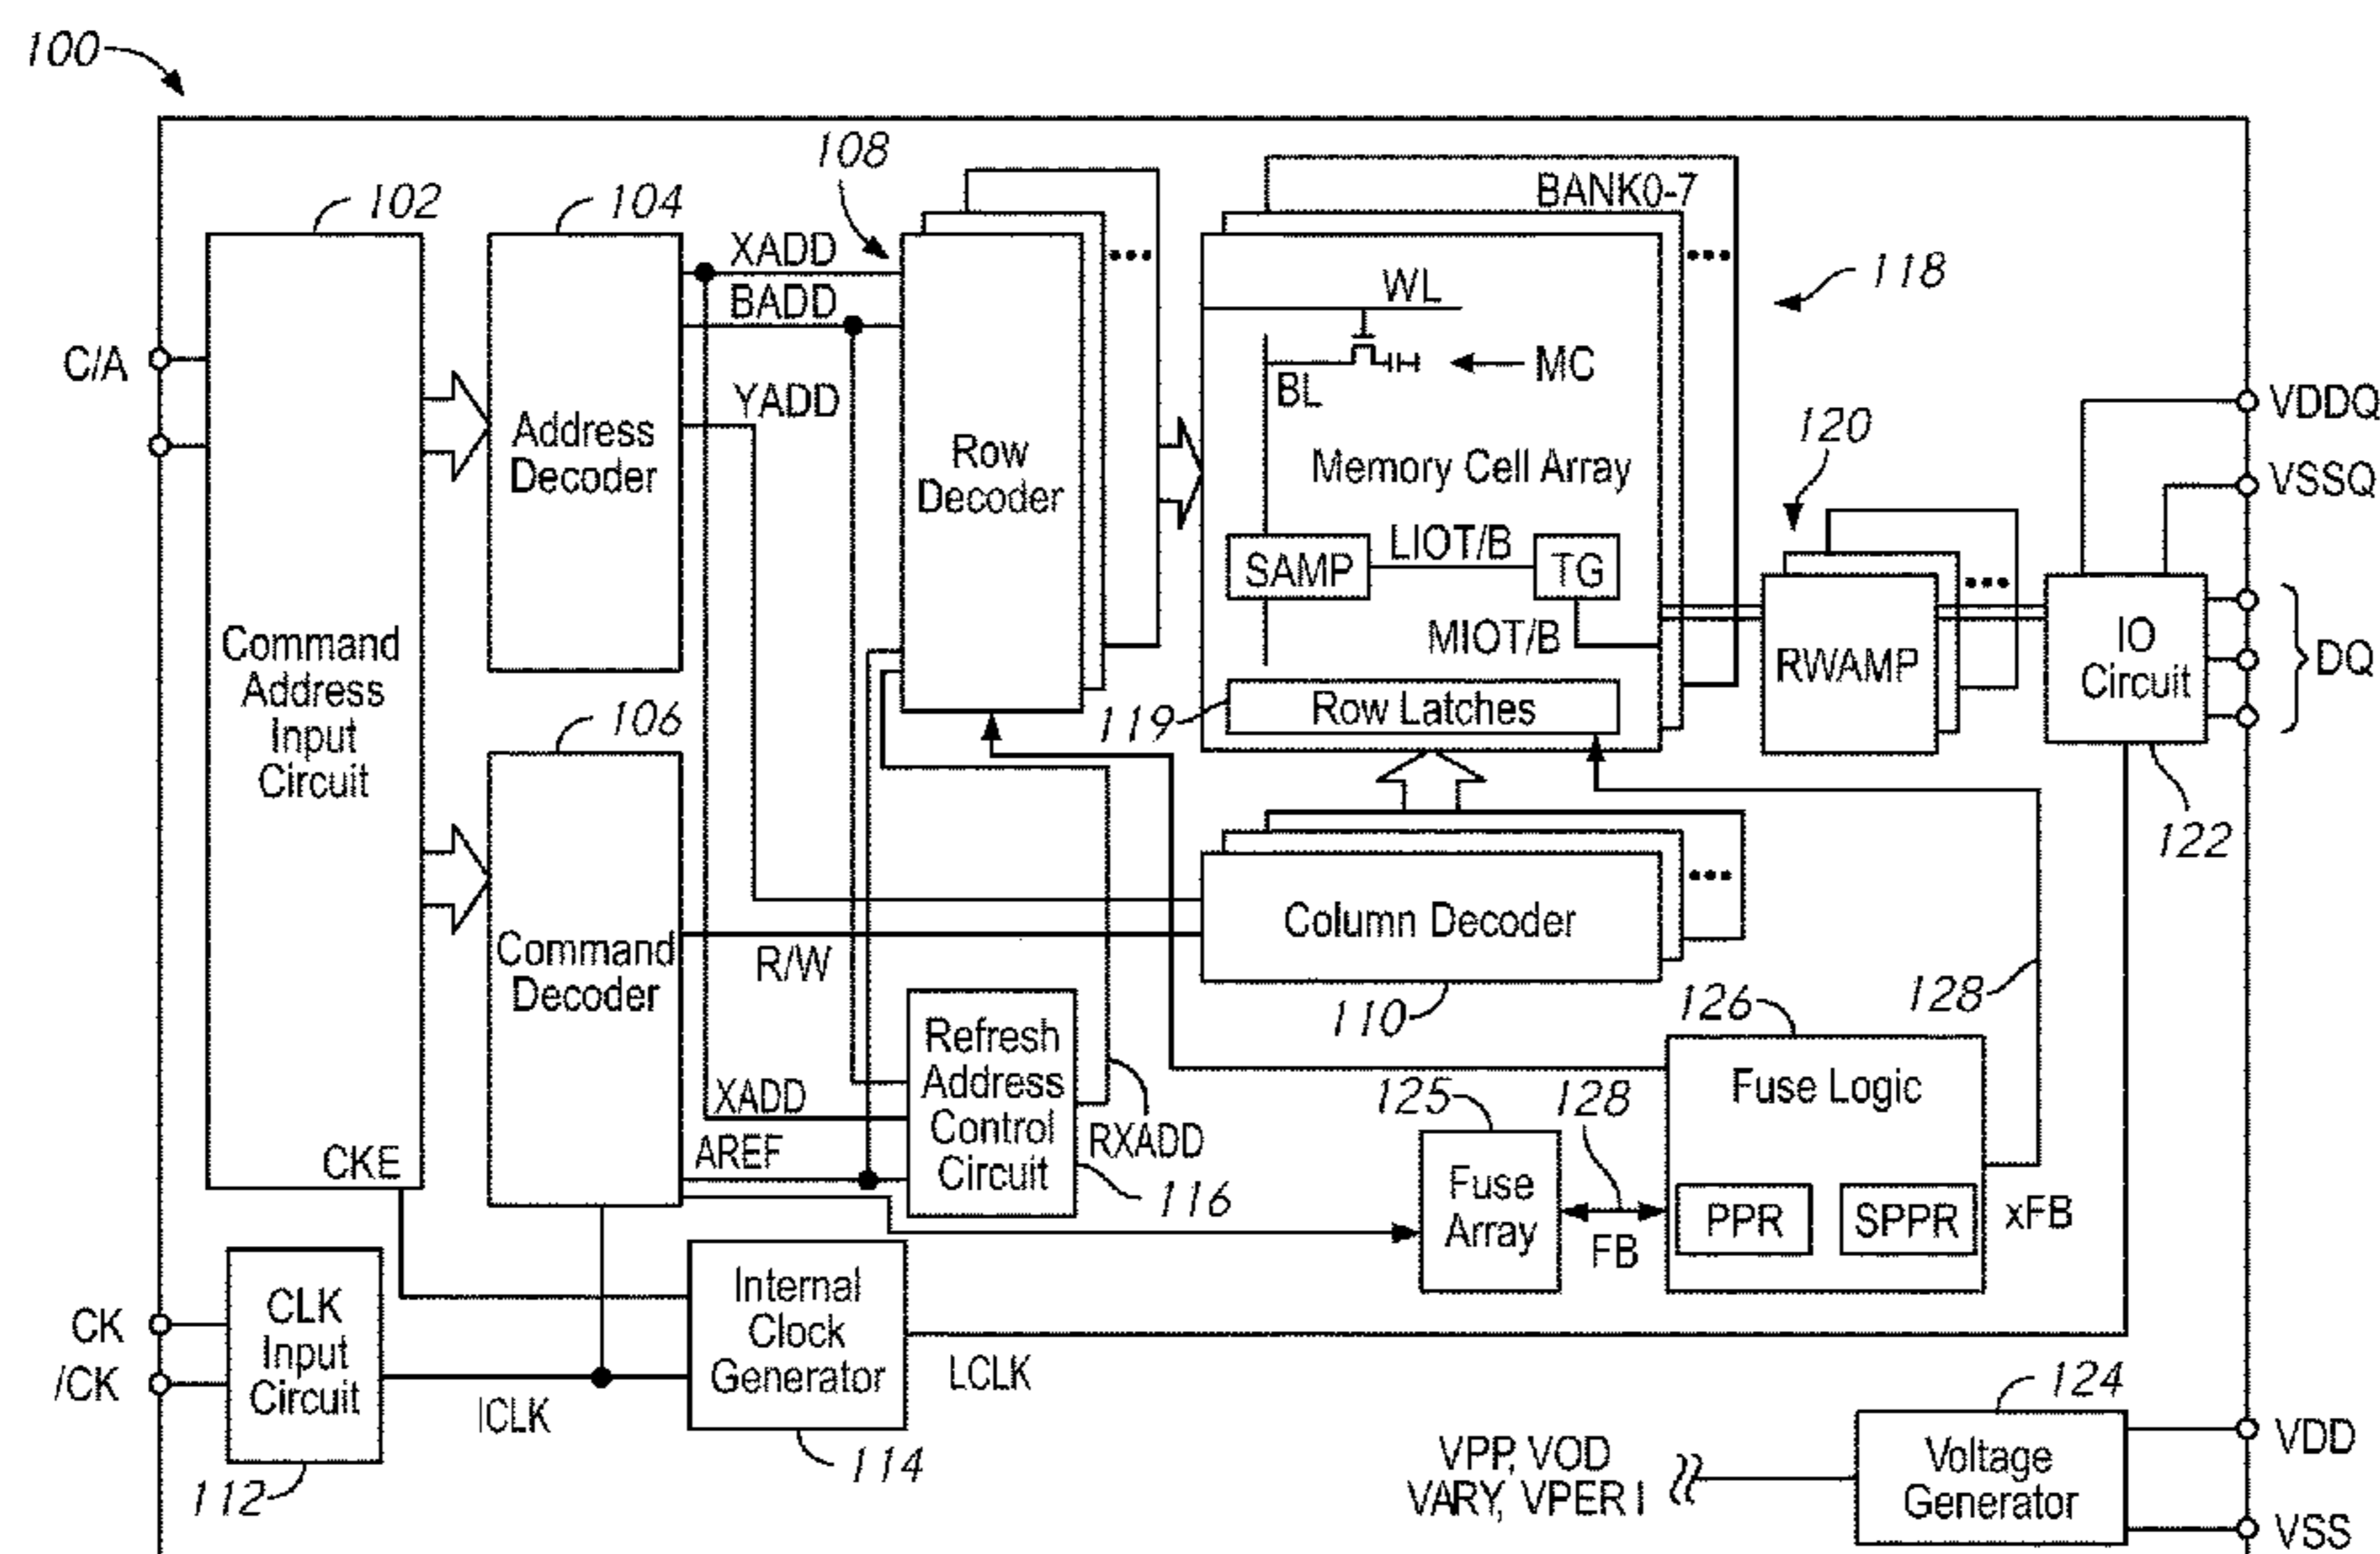 100
108
BANK0-7
102
104
XADD
118
BADD
WL
C/A
MC
BL
YADD
VDDQ
120
Address
Decoder
Row
Decoder
Memory Cell Array
VSSQ
LIOT/B
SAMP
TG
Command
Address
Input
Circuit
MIOT/B
RWAMP
IO
Circuit
DQ
106
119
Row Latches
122
Column Decoder
Command
Decoder
R/W
128
110
126
Refresh
Address
Control
Circuit
XADD
125
128
Fuse Logic
AREF
RXADD
CKE
116
Fuse
Array
PPR
SPPR
xFB
FB
CK
/CK
CLK
Input
Circuit
Internal
Clock
Generator
LCLK
ICLK
124
112
114
VPP, VOD
VARY, VPERI
Voltage
Generator
VDD
VSS